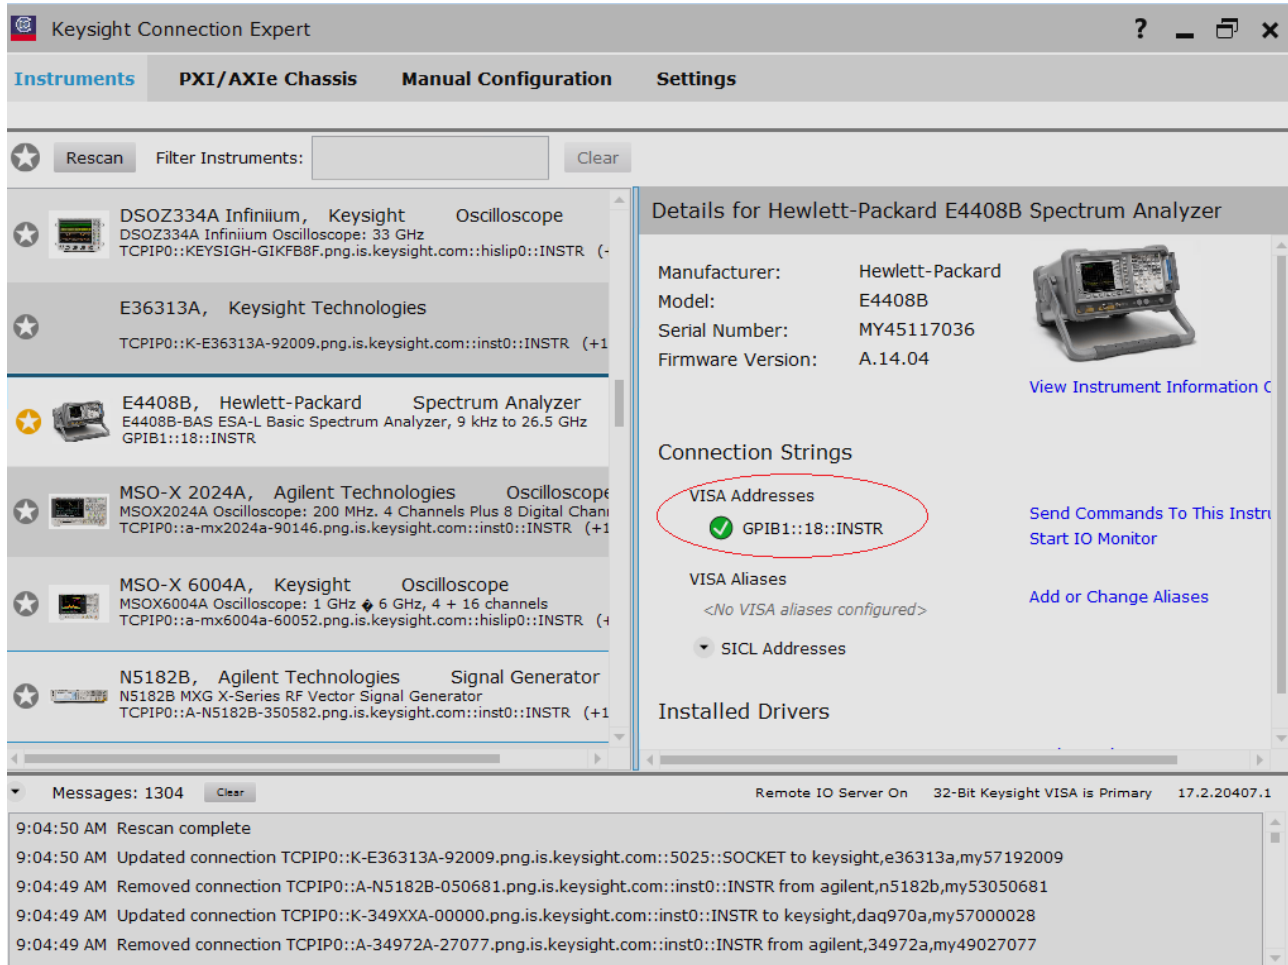 Keysight Connection Expert ?
Instruments PXI/AXIe Chassis Manual Configuration Settings
Rescan Filter Instruments: Clear
DSOZ334A Infiniium, Keysight Oscilloscope
DSOZ334A Infiniium Oscilloscope: 33 GHz
TCPIP0::KEYSIGH-GIKFB8F.png.is.keysight.com::hislip0::INSTR (-
E36313A, Keysight Technologies
TCPIP0::K-E36313A-92009.png.is.keysight.com::inst0::INSTR (+1
E4408B, Hewlett-Packard Spectrum Analyzer
E4408B-BAS ESA-L Basic Spectrum Analyzer, 9 kHz to 26.5 GHz
GPIB1::18::INSTR
MSO-X 2024A, Agilent Technologies Oscilloscope
MSOX2024A Oscilloscope: 200 MHz. 4 Channels Plus 8 Digital Chan
TCPIP0::a-mx2024a-90146.png.is.keysight.com::inst0::INSTR (+1
MSO-X 6004A, Keysight Oscilloscope
MSOX6004A Oscilloscope: 1 GHz � 6 GHz, 4 + 16 channels
TCPIP0::a-mx6004a-60052.png.is.keysight.com::hislip0::INSTR (+
N5182B, Agilent Technologies Signal Generator
N5182B MXG X-Series RF Vector Signal Generator
TCPIP0::A-N5182B-350582.png.is.keysight.com::inst0::INSTR (+1
Details for Hewlett-Packard E4408B Spectrum Analyzer
Manufacturer: Hewlett-Packard
Model: E4408B
Serial Number: MY45117036
Firmware Version: A.14.04
View Instrument Information O
Connection Strings
VISA Addresses
GPIB1::18::INSTR
Send Commands To This Instru
Start IO Monitor
VISA Aliases
<No VISA aliases configured>
Add or Change Aliases
SICL Addresses
Installed Drivers
Messages: 1304 Clear Remote IO Server On 32-Bit Keysight VISA is Primary 17.2.20407.1
9:04:50 AM Rescan complete
9:04:50 AM Updated connection TCPIP0::K-E36313A-92009.png.is.keysight.com::5025::SOCKET to keysight,e36313a,my57192009
9:04:49 AM Removed connection TCPIP0::A-N5182B-050681.png.is.keysight.com::inst0::INSTR from agilent,n5182b,my53050681
9:04:49 AM Updated connection TCPIP0::K-349XXA-00000.png.is.keysight.com::inst0::INSTR to keysight,daq970a,my57000028
9:04:49 AM Removed connection TCPIP0::A-34972A-27077.png.is.keysight.com::inst0::INSTR from agilent,34972a,my49027077